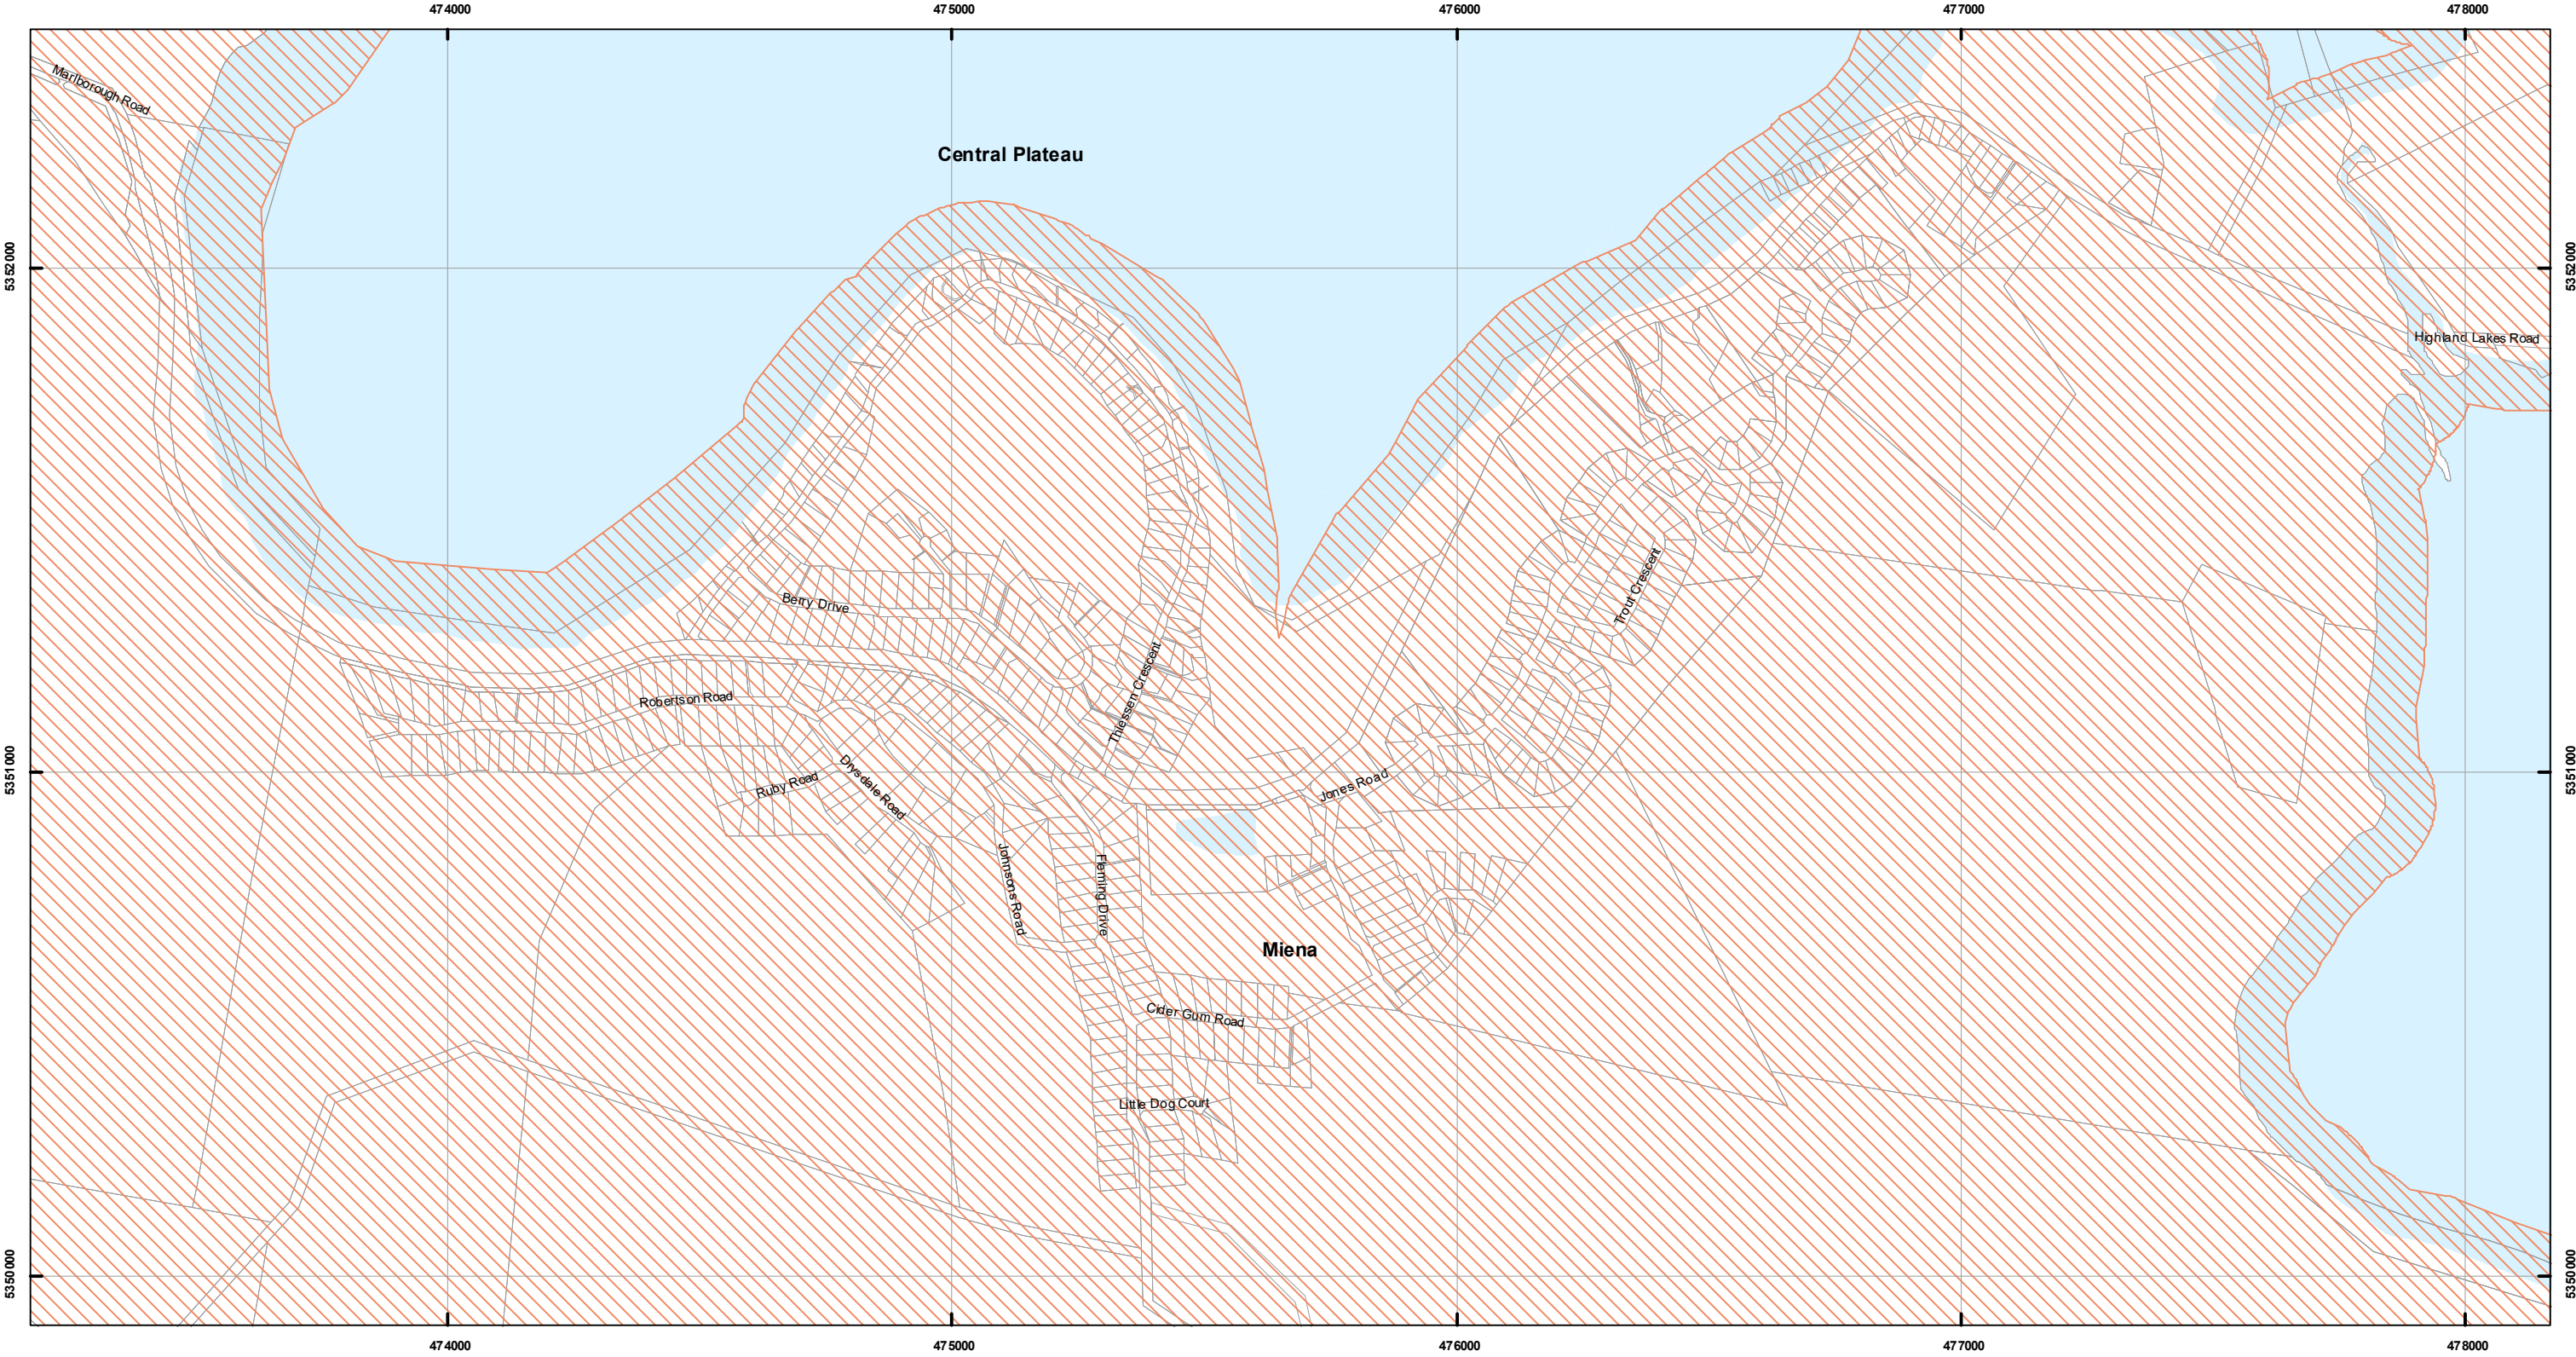 474000 475000 476000 477000 478000
Marlborough Road
Central Plateau
5352000 5352000
Highland Lakes Road
Berry Drive
Trout Crescent
Thiessen Crescent
Robertson Road
5351000 5351000
Ruby Road
Drysdale Road
Jones Road
Johnsons Road
Fleming Drive
Miena
Cider Gum Road
Little Dog Court
5350000 5350000
474000 475000 476000 477000 478000